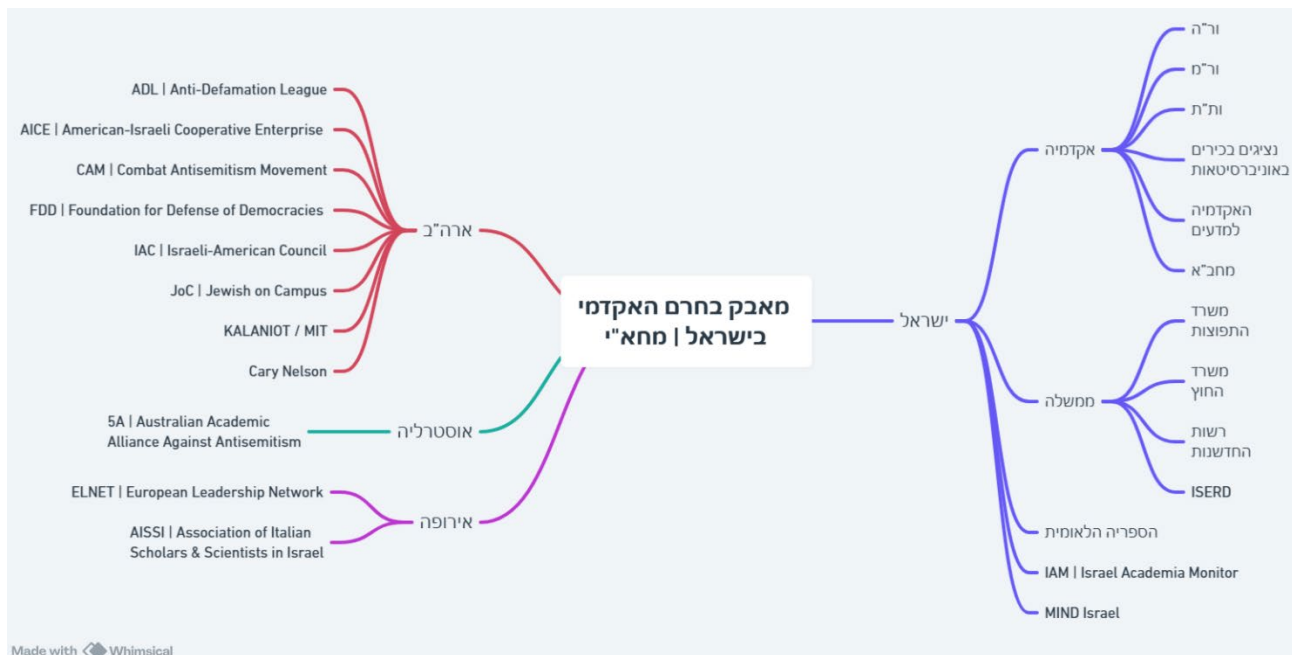 מאבק בחרם האקדמי
בישראל | מחא"י
ישראל
אקדמיה
ור"ה
ור"מ
ות"ת
נציגים בכירים
באוניברסיטאות
האקדמיה
למדעים
מחב"א
ממשלה
משרד
התפוצות
משרד
החוץ
רשות
החדשנות
ISERD
הספריה הלאומית
IAM | Israel Academia Monitor
MIND Israel
ארה"ב
ADL | Anti-Defamation League
AICE | American-Israeli Cooperative Enterprise
CAM | Combat Antisemitism Movement
FDD | Foundation for Defense of Democracies
IAC | Israeli-American Council
JoC | Jewish on Campus
KALANIOT / MIT
Cary Nelson
אוסטרליה
5A | Australian Academic
Alliance Against Antisemitism
אירופה
ELNET | European Leadership Network
AISSI | Association of Italian
Scholars & Scientists in Israel
Made with Whimsical